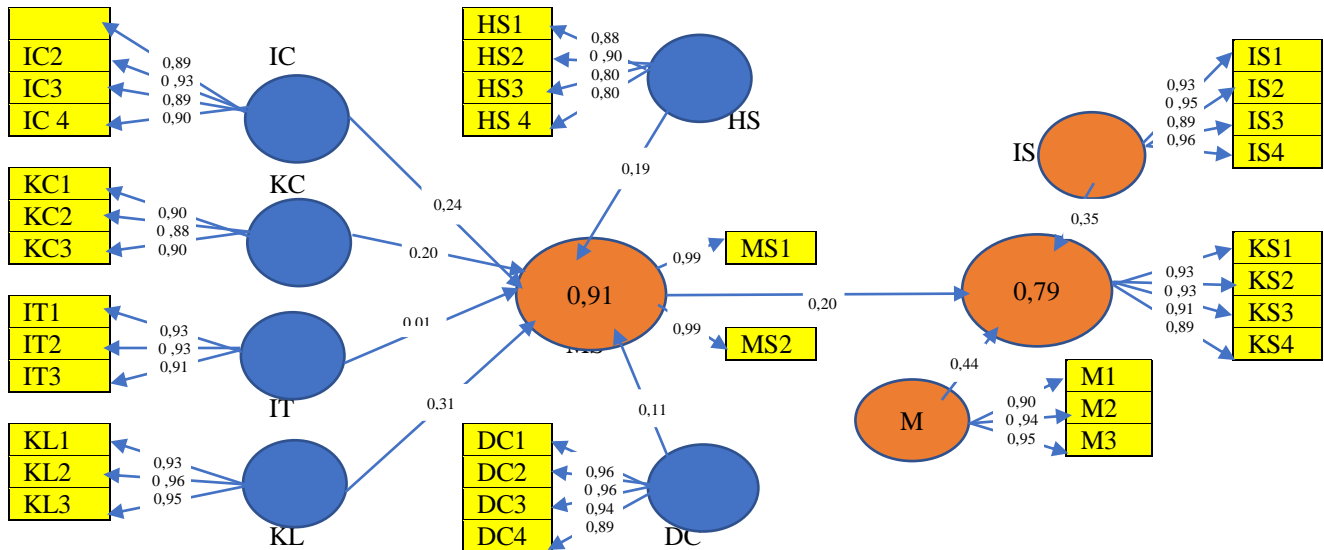 IC2
IC3
IC 4
0,89
0 ,93
0,89
0,90
IC
KC1
KC2
KC3
0,90
0 ,88
0,90
KC
IT1
IT2
IT3
0,93
0 ,93
0,91
IT
KL1
KL2
KL3
0,93
0 ,96
0,95
KL
HS1
HS2
HS3
HS 4
0,88
0 ,90
0,80
0,80
HS
0,24
0,20
0,01
0,31
0,19
0,11
0,91
MS
0,99
0,99
MS1
MS2
DC1
DC2
DC3
DC4
0,96
0 ,96
0,94
0,89
DC
0,20
0,79
IS
0,93
0 ,95
0,89
0,96
IS1
IS2
IS3
IS4
0,35
0,93
0 ,93
0,91
0,89
KS1
KS2
KS3
KS4
0,44
M
0,90
0 ,94
0,95
M1
M2
M3